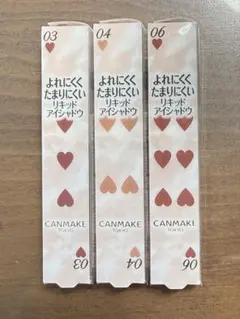 03
よれにくく
たまりにくい
リキッド
アイシャドウ
CANMAKE
TOKYO
03
04
よれにくく
たまりにくい
リキッド
アイシャドウ
CANMAKE
TOKYO
04
06
よれにくく
たまりにくい
リキッド
アイシャドウ
CANMAKE
TOKYO
06